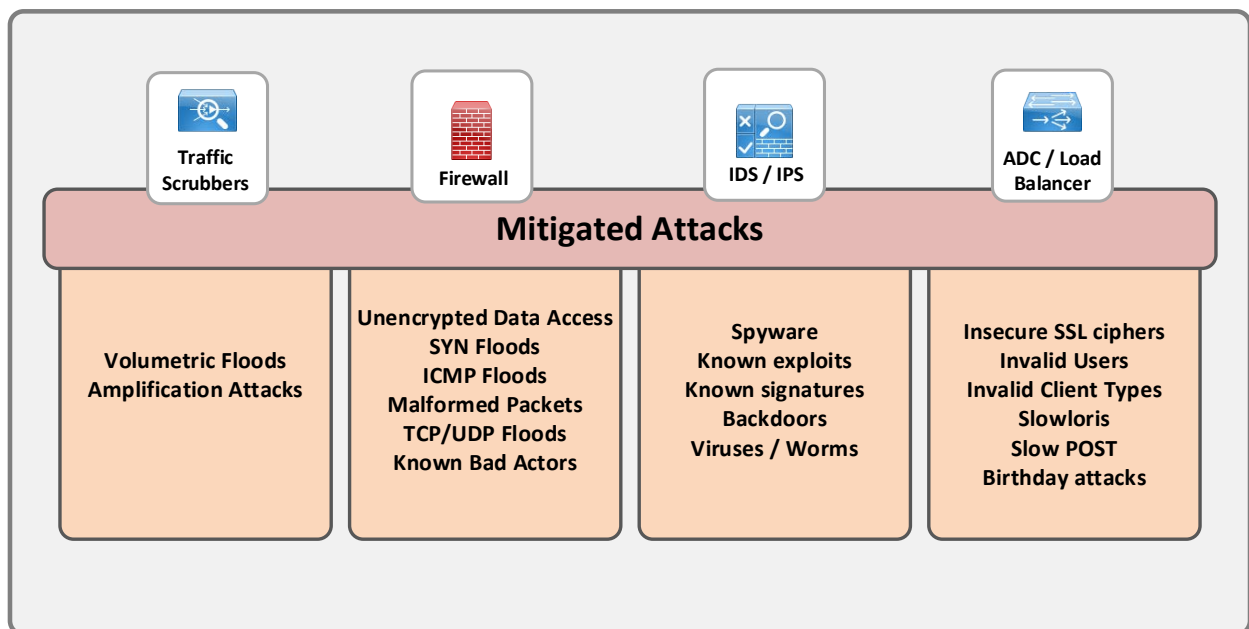 Traffic
Scrubbers
Firewall
IDS / IPS
ADC / Load
Balancer
Mitigated Attacks
Volumetric Floods
Amplification Attacks
Unencrypted Data Access
SYN Floods
ICMP Floods
Malformed Packets
TCP/UDP Floods
Known Bad Actors
Spyware
Known exploits
Known signatures
Backdoors
Viruses / Worms
Insecure SSL ciphers
Invalid Users
Invalid Client Types
Slowloris
Slow POST
Birthday attacks